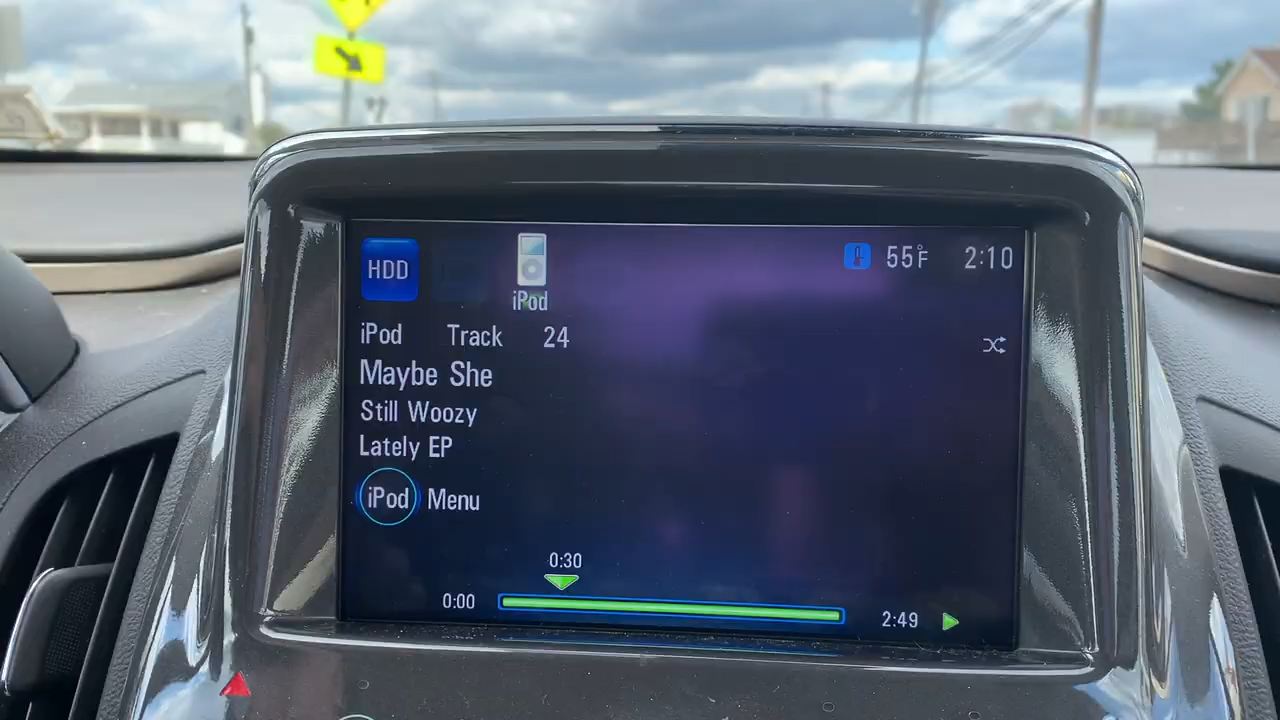 HDD
iPod
55°F
2:10
iPod Track 24
Maybe She
Still Woozy
Lately EP
iPod Menu
0:30
0:00
2:49